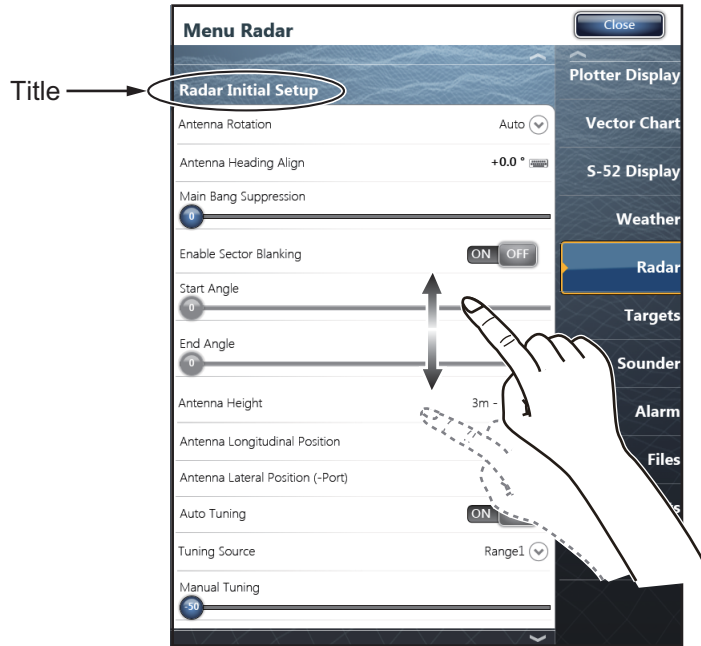 Menu Radar
Close
Title
Radar Initial Setup
Antenna Rotation
Auto
Antenna Heading Align
+0.0 °
Main Bang Suppression
0
Enable Sector Blanking
ON OFF
Start Angle
0
End Angle
0
Antenna Height
3m -
Antenna Longitudinal Position
Antenna Lateral Position (-Port)
Auto Tuning
ON
Tuning Source
Range1
Manual Tuning
-50
Plotter Display
Vector Chart
S-52 Display
Weather
Radar
Targets
Sounder
Alarm
Files